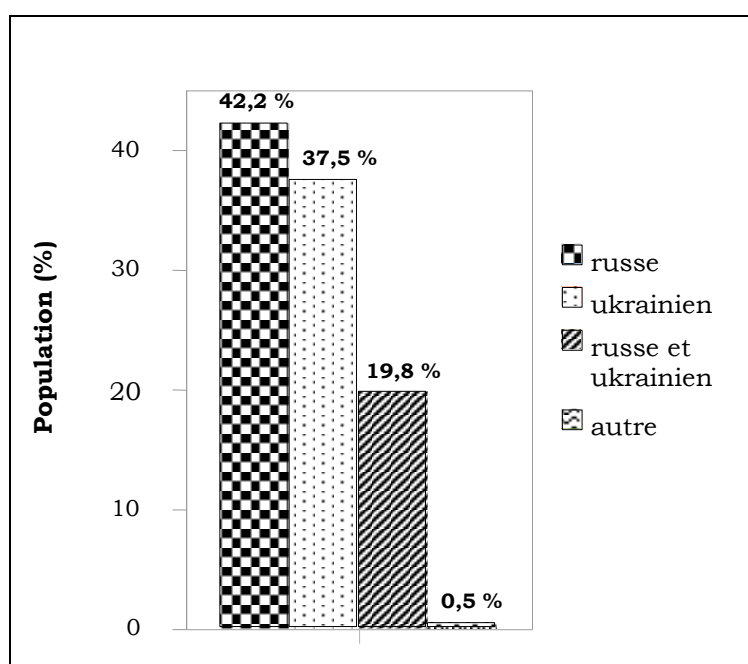 42,2 %
37,5 %
19,8 %
0,5 %
40
30
20
10
0
Population (%)
russe
ukrainien
russe et
ukrainien
autre